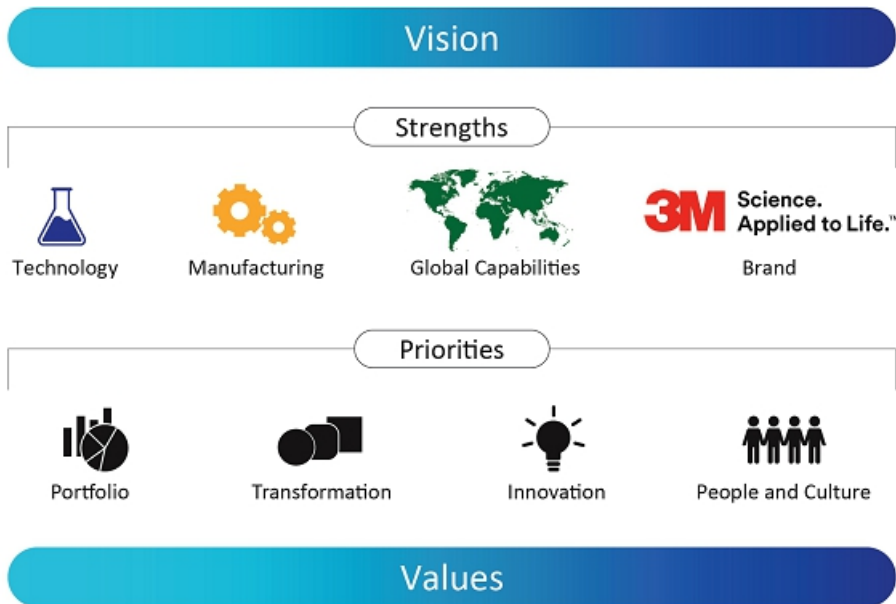 Vision
Strengths
3M Science.
Applied to Life.™
Technology Manufacturing Global Capabilities Brand
Priorities
Portfolio Transformation Innovation People and Culture
Values